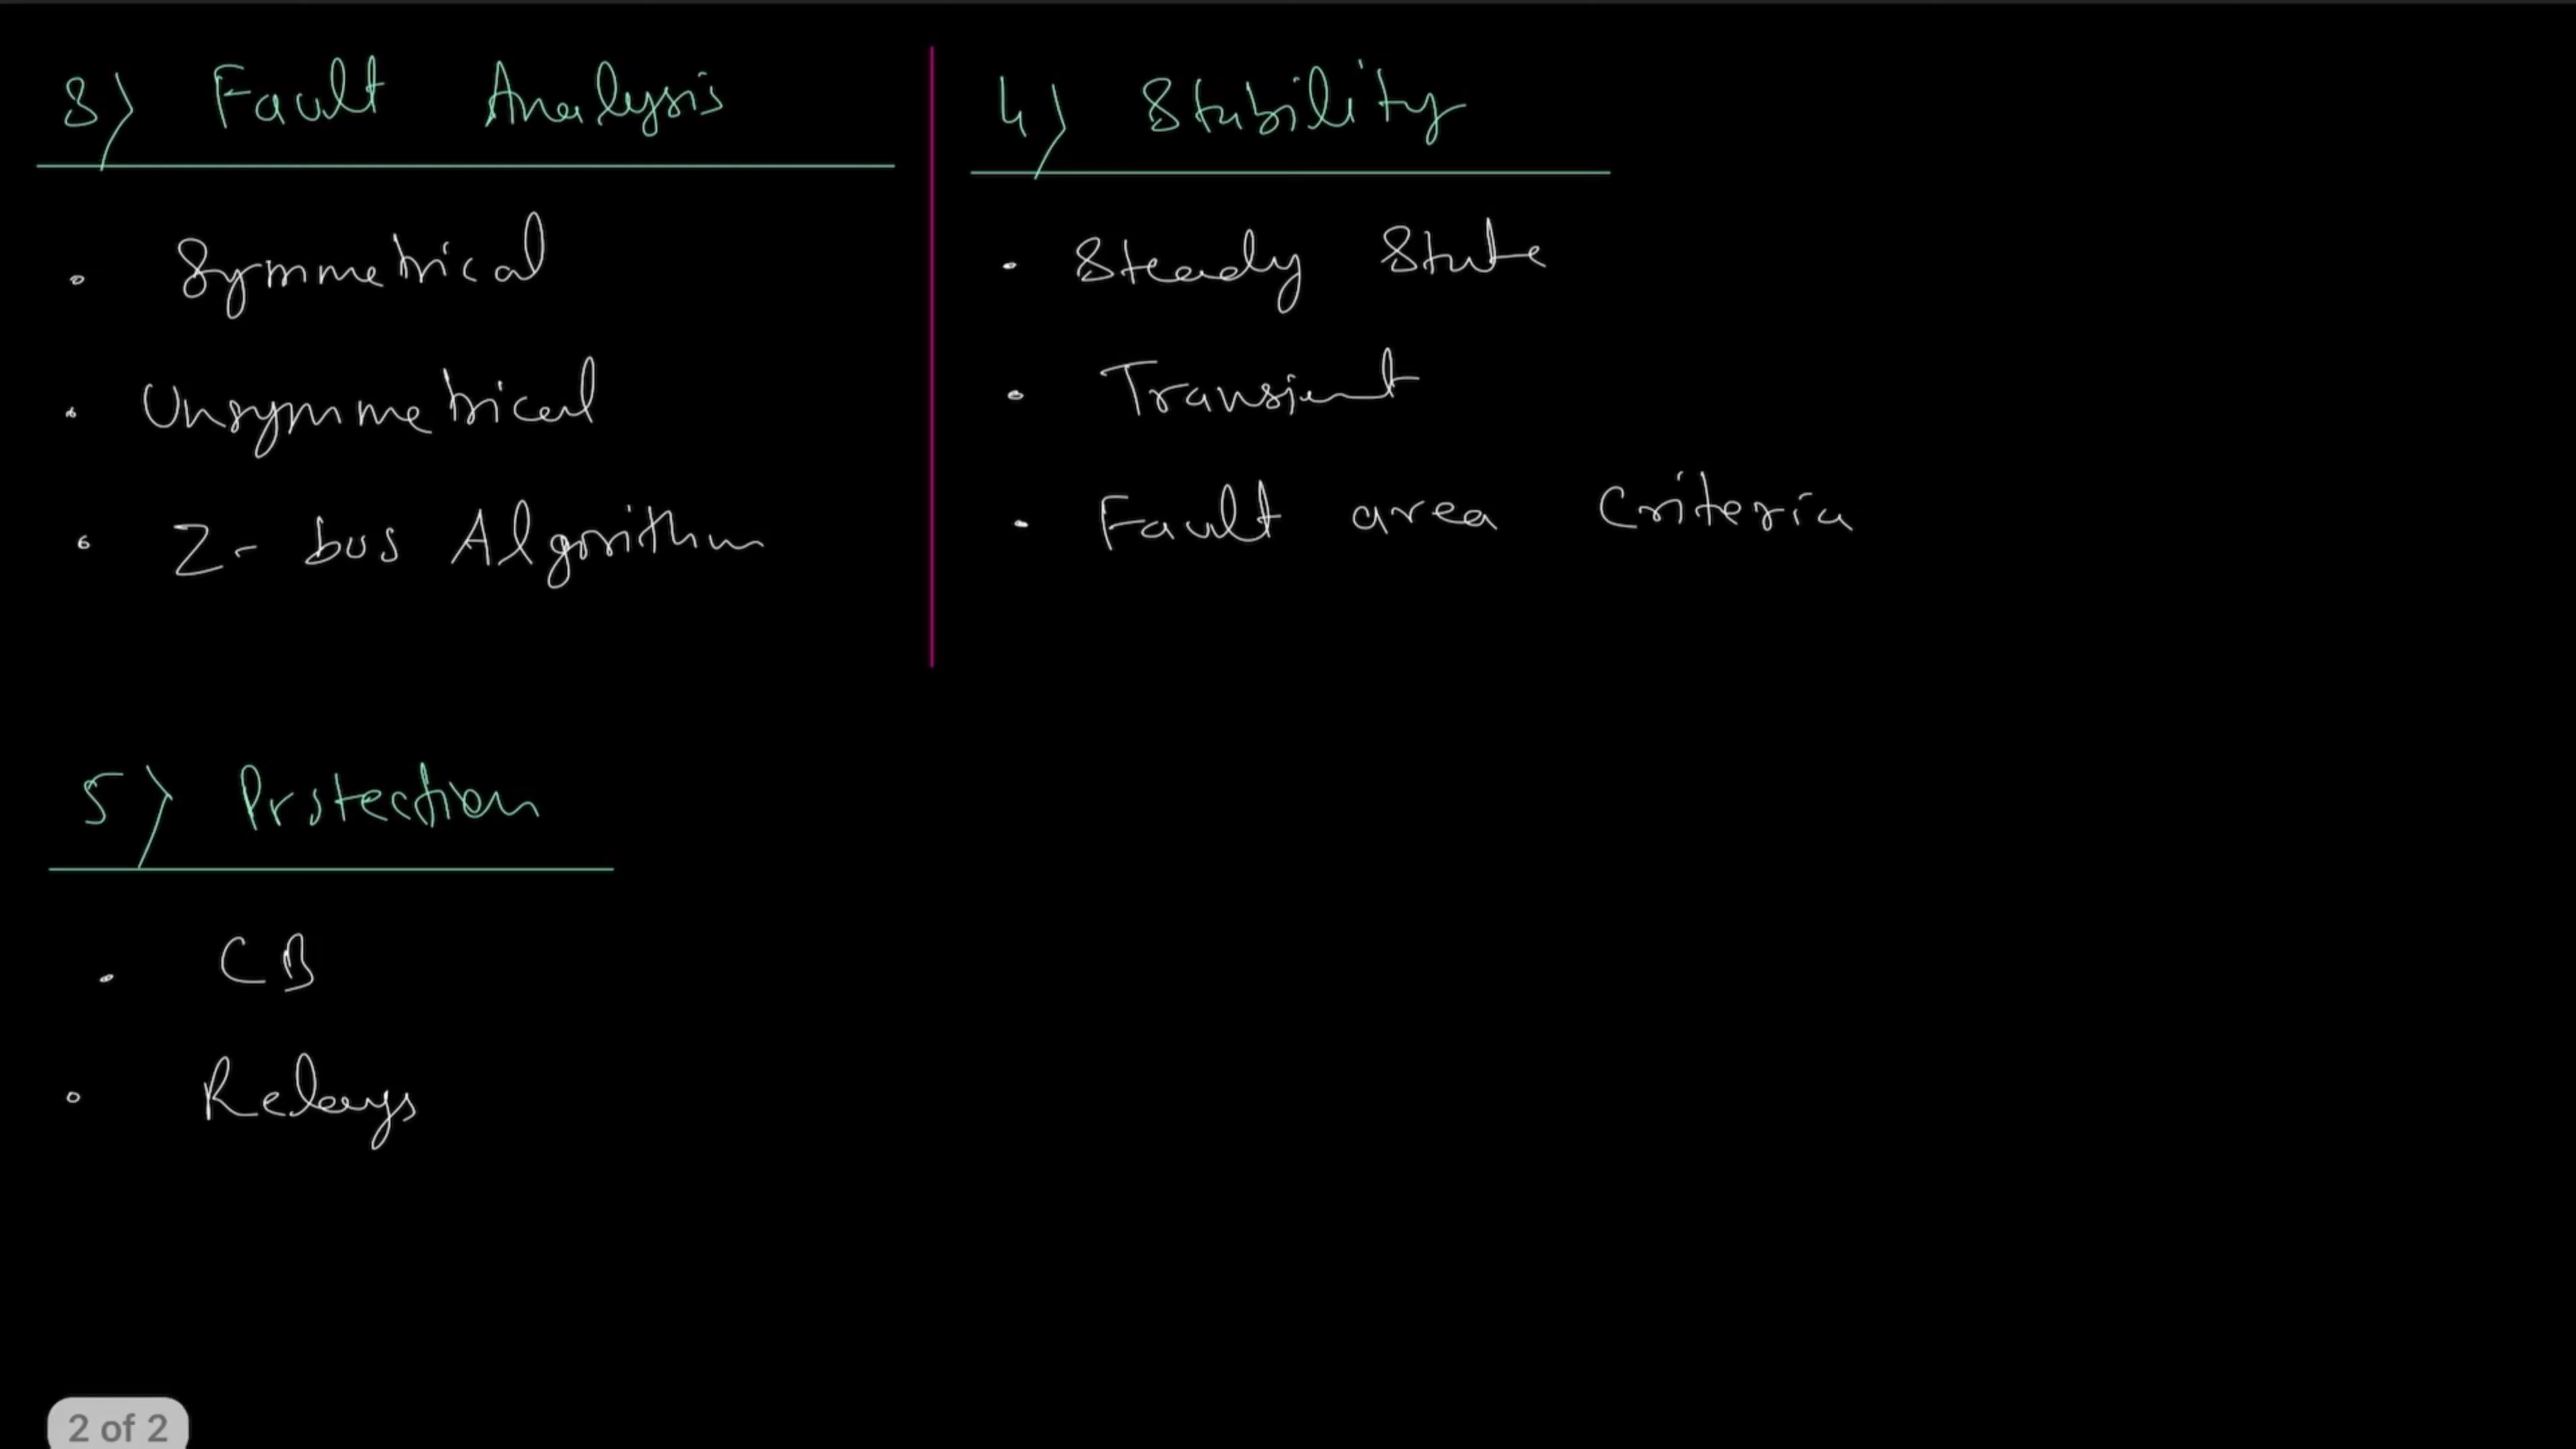 3) Fault Analysis
• Symmetrical
• Unsymmetrical
• Z- bus Algorithm
4) Stability
• Steady State
• Transient
• Fault area Criteria
5) Protection
• CB
• Relays
2 of 2